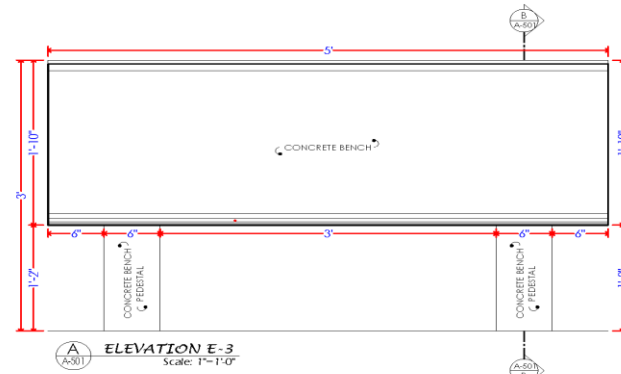 B
A-501
5'
1'-10"
CONCRETE BENCH
3'
6"
6"
3'
6"
6"
1'-2"
CONCRETE BENCH
PEDESTAL
CONCRETE BENCH
PEDESTAL
A
A-501
ELEVATION E-3
Scale: 1"=1'-0"
A-501